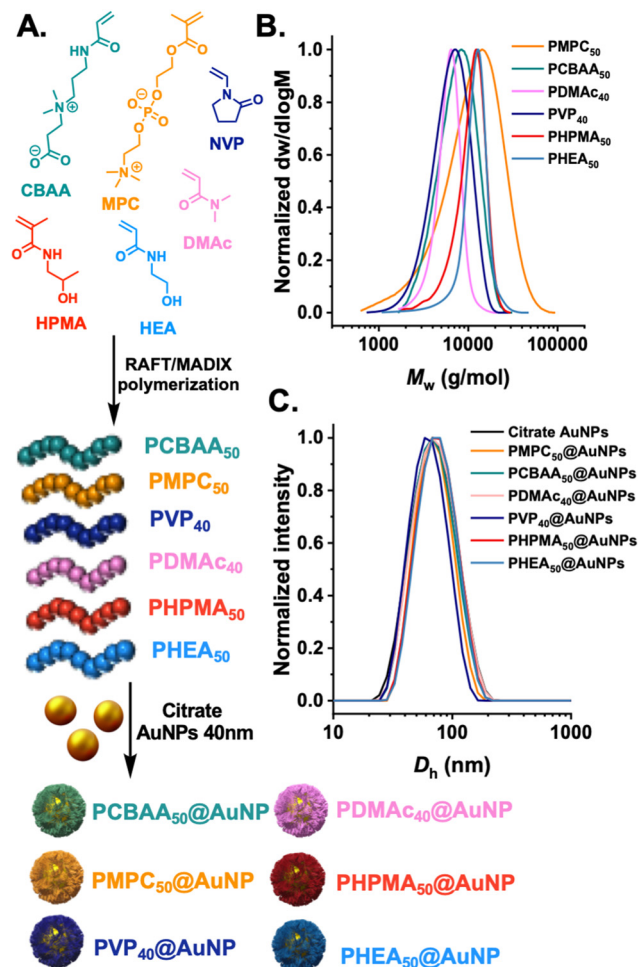 A.
O
NH
N
⊕
⊖
O
O
CBAA
O
O
O
⊖
O
P
O
O
O
N
⊕
MPC
N
O
NVP
O
N
DMAc
O
NH
OH
HPMA
O
NH
OH
HEA
RAFT/MADIX
polymerization
PCBAA50
PMPC50
PVP40
PDMAc40
PHPMA50
PHEA50
Citrate
AuNPs 40nm
PCBAA50@AuNP
PDMAc40@AuNP
PMPC50@AuNP
PHPMA50@AuNP
PVP40@AuNP
PHEA50@AuNP
B.
Normalized dw/dlogM
1.0
0.8
0.6
0.4
0.2
0.0
1000
10000
100000
Mw (g/mol)
PMPC50
PCBAA50
PDMAc40
PVP40
PHPMA50
PHEA50
C.
Normalized intensity
1.0
0.8
0.6
0.4
0.2
0.0
10
100
1000
Dh (nm)
Citrate AuNPs
PMPC50@AuNPs
PCBAA50@AuNPs
PDMAc40@AuNPs
PVP40@AuNPs
PHPMA50@AuNPs
PHEA50@AuNPs